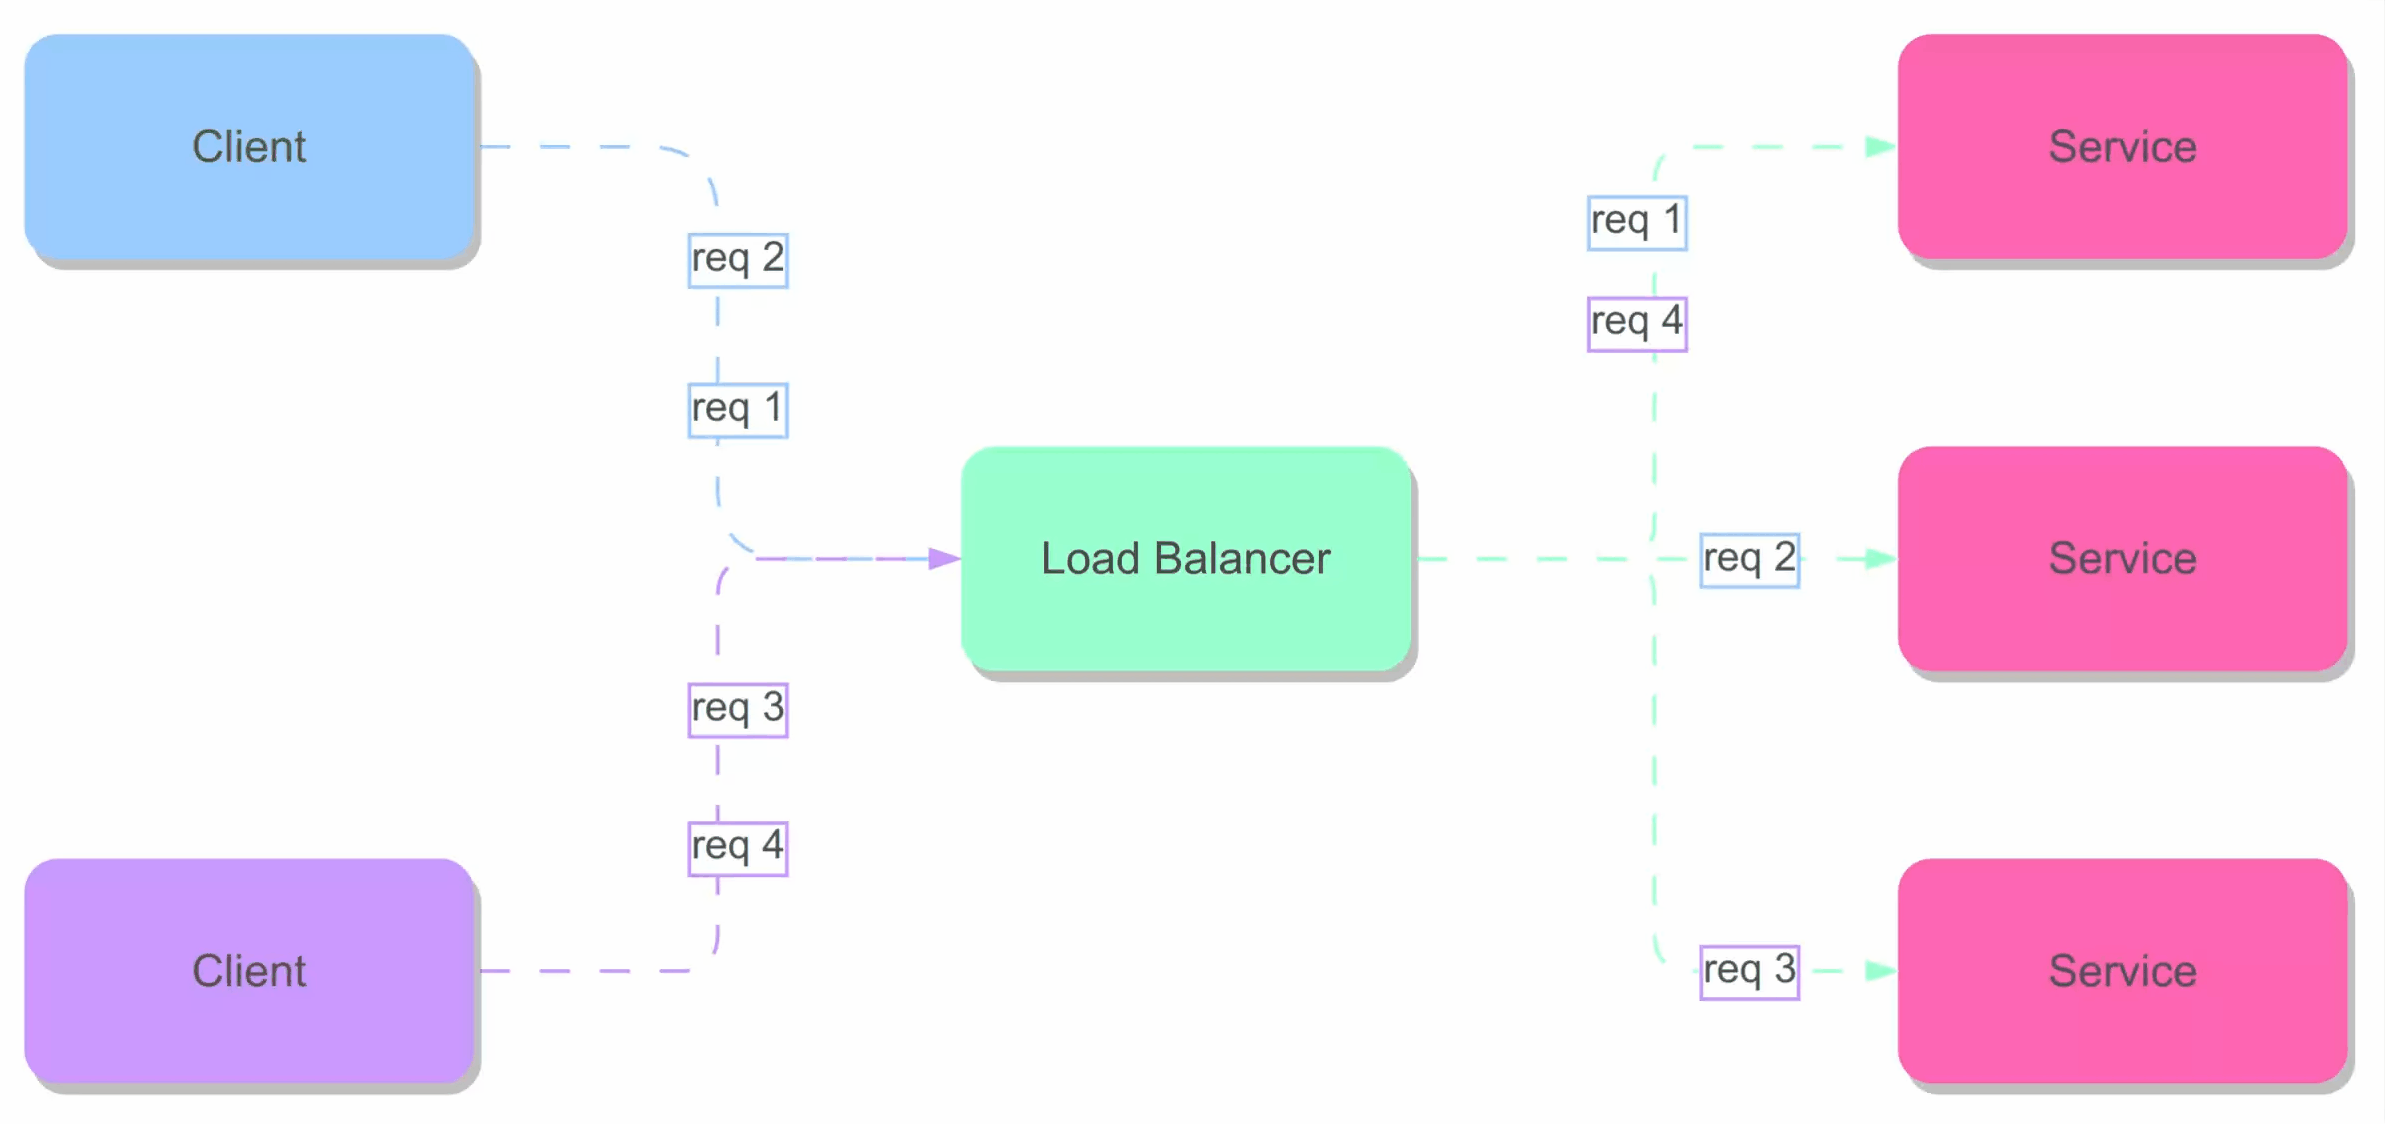 Client
Service
req 1
req 2
req 4
req 1
Load Balancer
req 2
Service
req 3
req 4
Client
req 3
Service